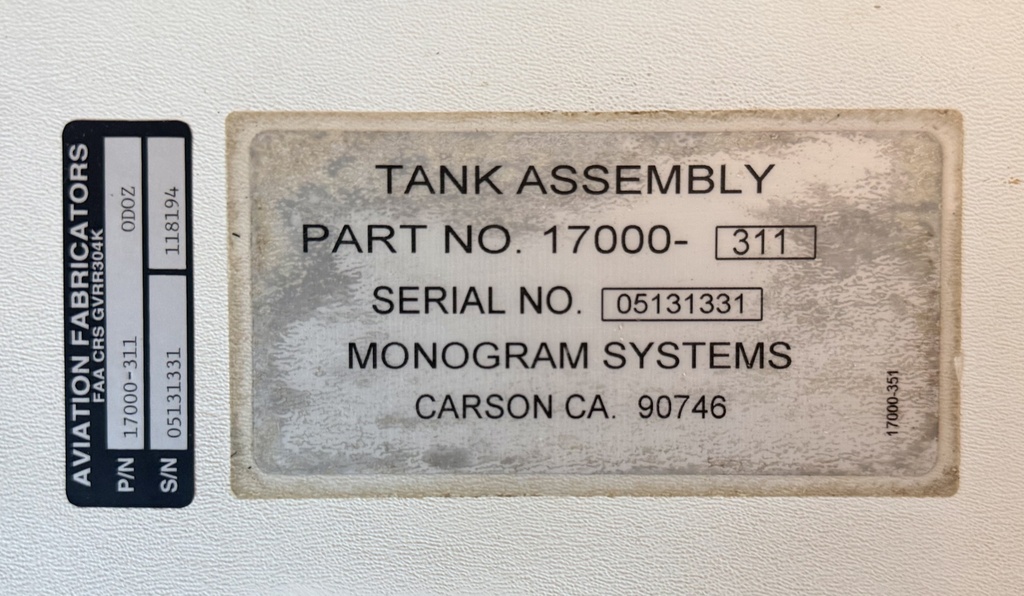 AVIATION FABRICATORS
FAA CRS GVRR304K
P/N 17000-311 0D0Z
S/N 05131331 118194
TANK ASSEMBLY
PART NO. 17000- 311
SERIAL NO. 05131331
MONOGRAM SYSTEMS
CARSON CA. 90746
17000-351